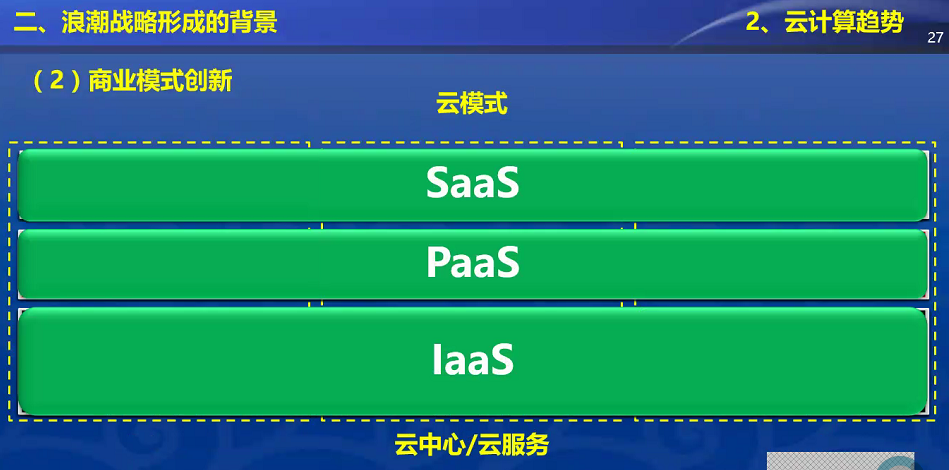 二、浪潮战略形成的背景
2、云计算趋势
27
（2）商业模式创新
云模式
SaaS
PaaS
IaaS
云中心/云服务